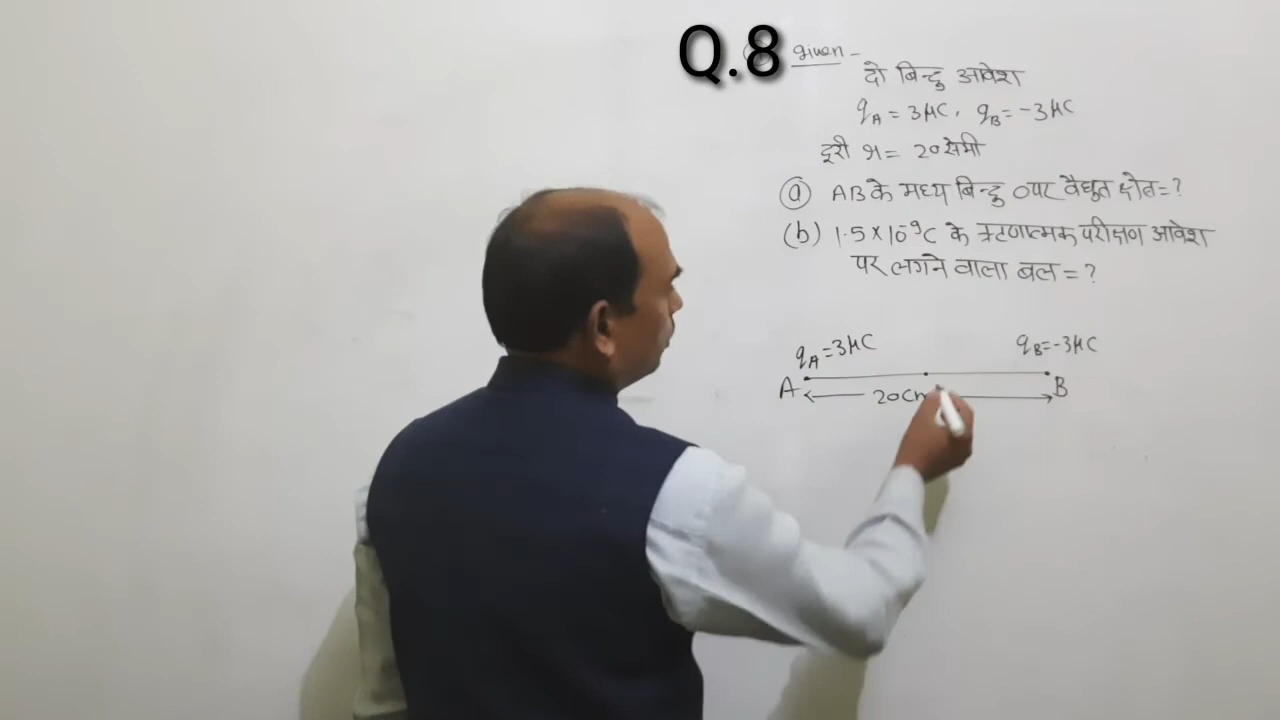 Q.8 given -
दो बिन्दु आवेश
qA = 3μC, qB = -3μC
दूरी r = 20 सेमी
(a) AB के मध्य बिन्दु O पर वैधुत क्षेत्र = ?
(b) 1.5 X 10⁻⁹C के ऋणात्मक परीक्षण आवेश
पर लगने वाला बल = ?
qA = 3μC qB = -3μC
A B
20cm